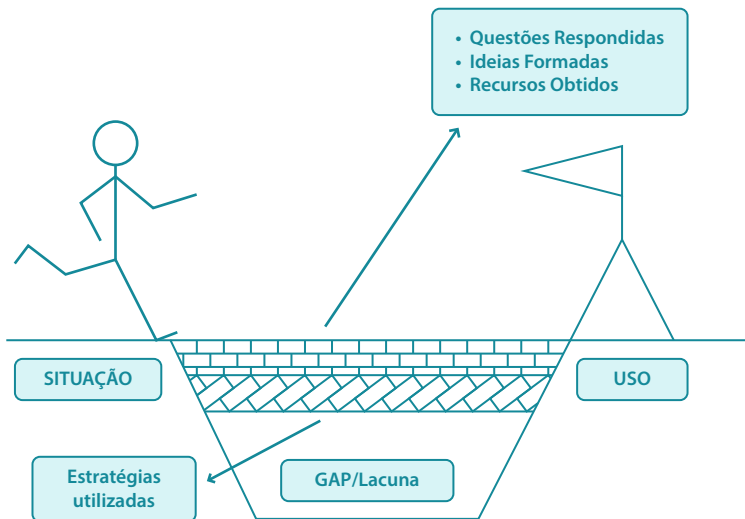 • Questões Respondidas
• Ideias Formadas
• Recursos Obtidos
SITUAÇÃO
USO
Estratégias
utilizadas
GAP/Lacuna